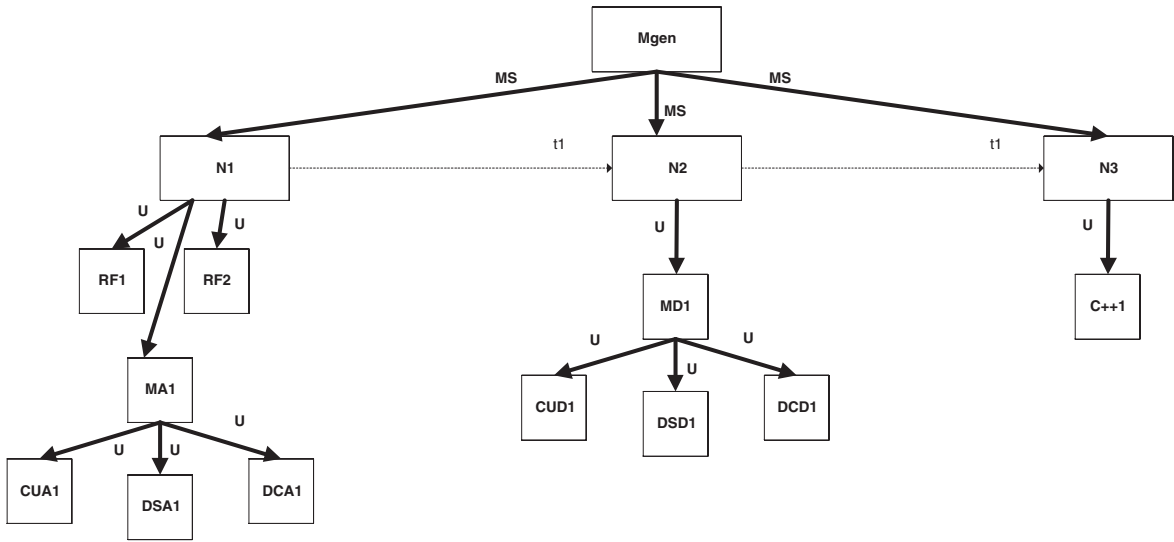 Mgen
MS
MS
MS
N1
t1
N2
t1
N3
U
U
U
U
U
RF1
RF2
MD1
C++1
MA1
U
U
U
CUD1
DSD1
DCD1
U
U
U
CUA1
DSA1
DCA1